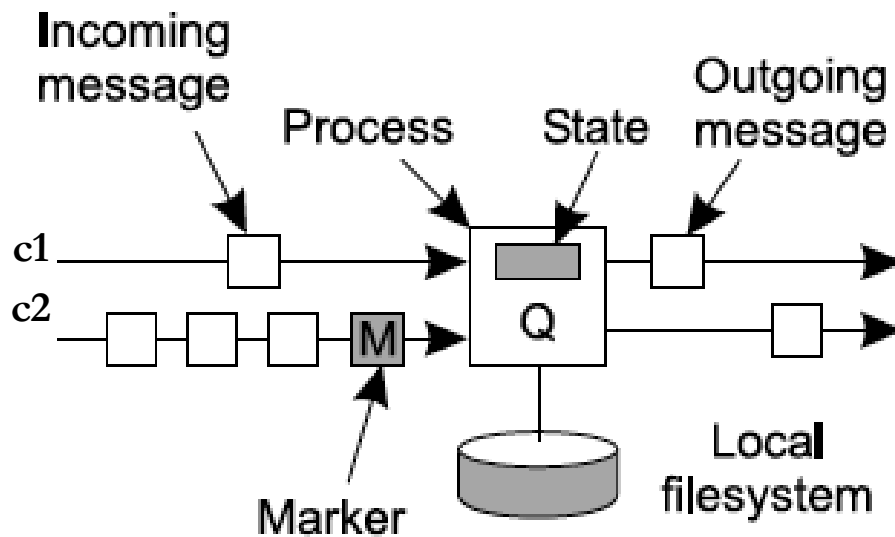 Incoming
message
Process
State
Outgoing
message
c1
c2
M
Q
Marker
Local
filesystem